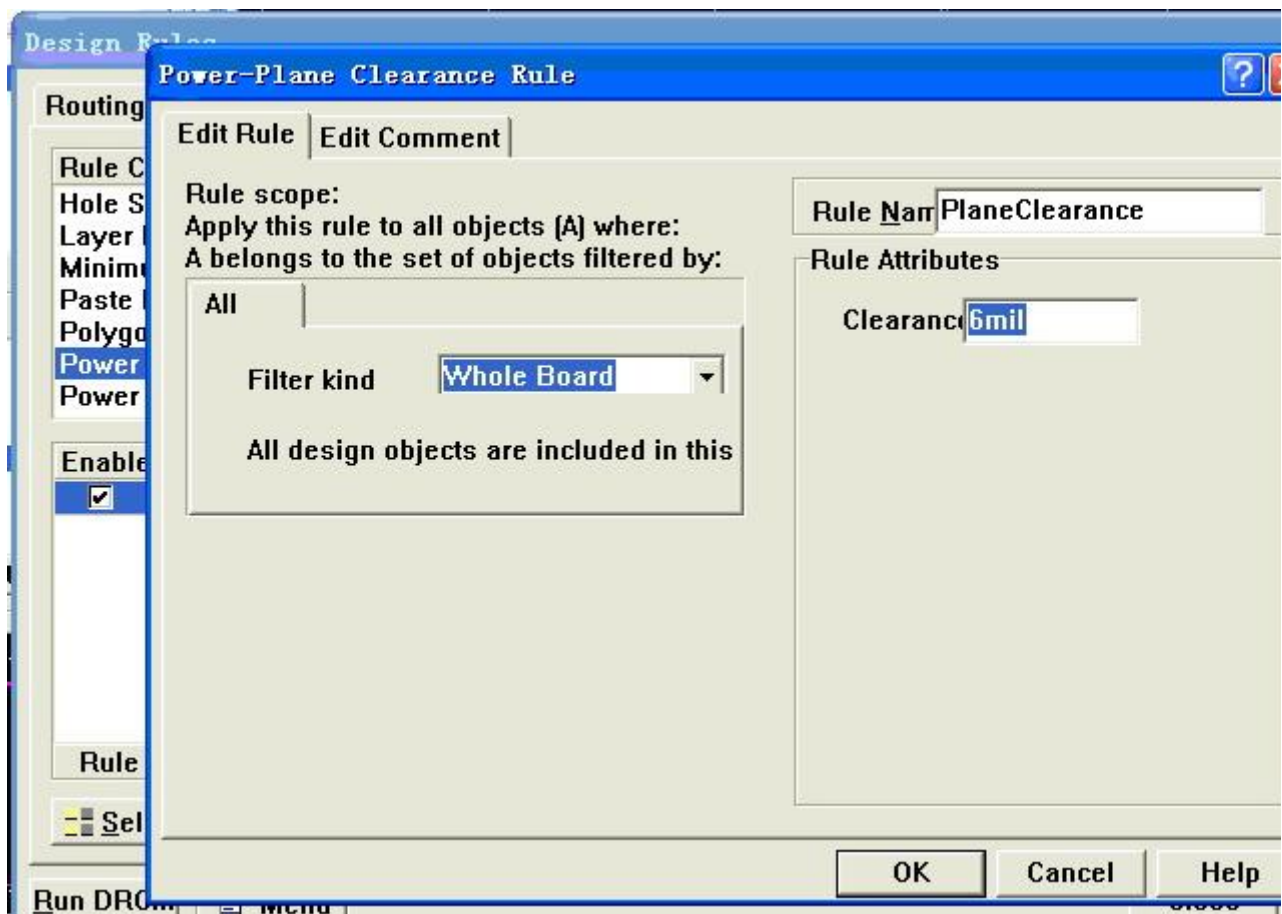 Design Rules
Power-Plane Clearance Rule
Routing
Edit Rule
Edit Comment
Rule C
Hole S
Layer
Minimu
Paste
Polygo
Power
Power
Rule scope:
Apply this rule to all objects (A) where:
A belongs to the set of objects filtered by:
All
Filter kind
Whole Board
All design objects are included in this
Rule Nam
PlaneClearance
Rule Attributes
Clearanc
6mil
Enable
Rule
Sel
OK
Cancel
Help
Run DRC
Menu